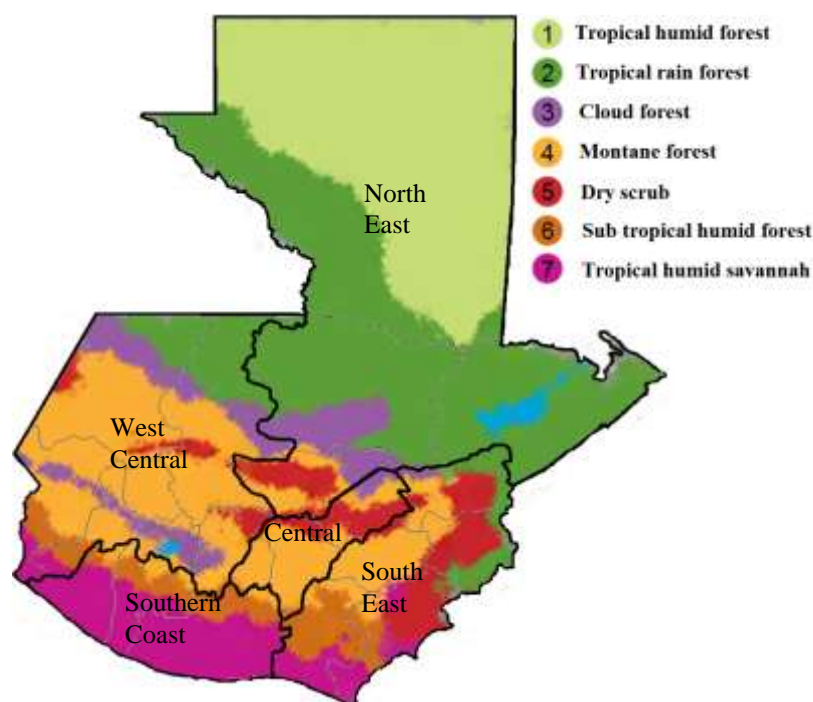 1 Tropical humid forest
2 Tropical rain forest
3 Cloud forest
4 Montane forest
5 Dry scrub
6 Sub tropical humid forest
7 Tropical humid savannah
North
East
West
Central
Central
South
East
Southern
Coast